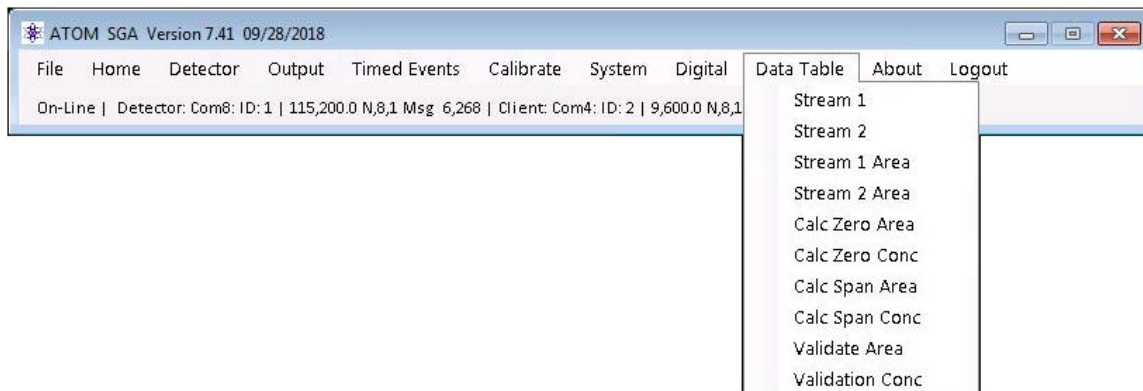 ATOM SGA Version 7.41 09/28/2018
File Home Detector Output Timed Events Calibrate System Digital Data Table About Logout
On-Line | Detector: Com8: ID: 1 | 115,200.0 N,8,1 Msg 6,268 | Client: Com4: ID: 2 | 9,600.0 N,8,1
Stream 1
Stream 2
Stream 1 Area
Stream 2 Area
Calc Zero Area
Calc Zero Conc
Calc Span Area
Calc Span Conc
Validate Area
Validation Conc